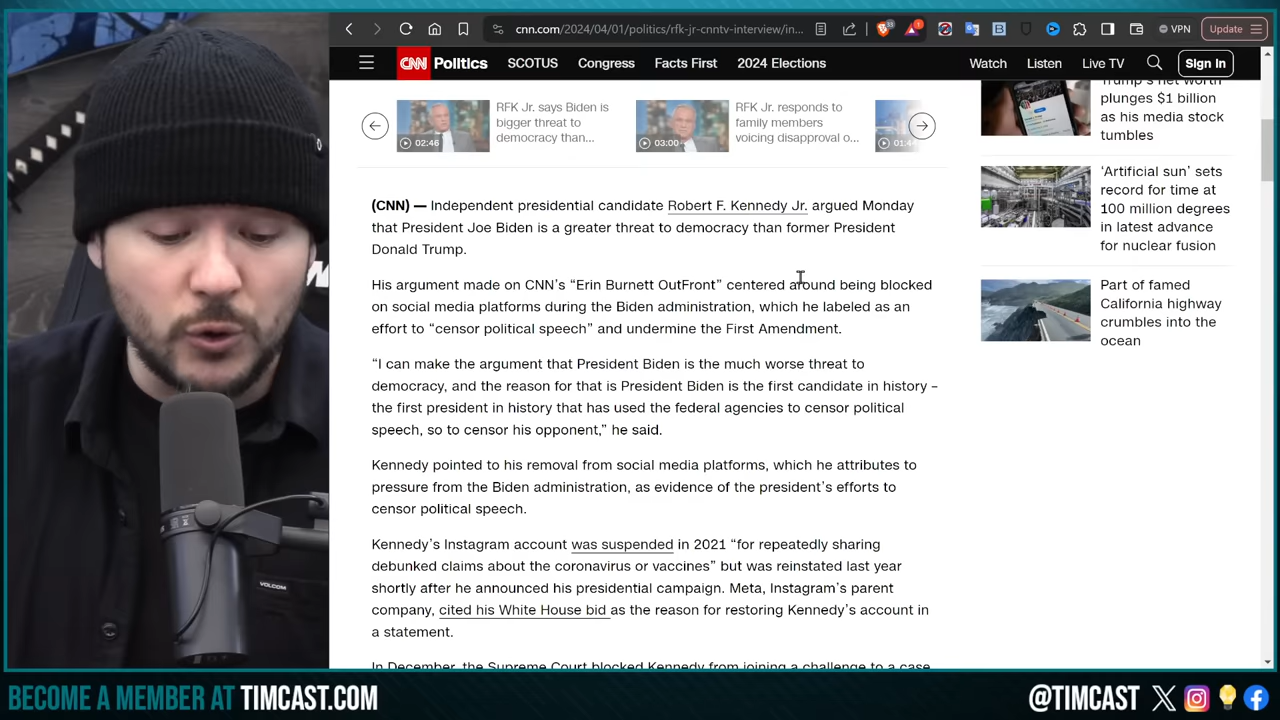 cnn.com/2024/04/01/politics/rfk-jr-cnntv-interview/in...
VPN
Update
CNN Politics
SCOTUS
Congress
Facts First
2024 Elections
Watch
Listen
Live TV
Sign In
RFK Jr. says Biden is
bigger threat to
democracy than...
02:46
RFK Jr. responds to
family members
voicing disapproval o...
03:00
Trump's net worth
plunges $1 billion
as his media stock
tumbles
‘Artificial sun’ sets
record for time at
100 million degrees
in latest advance
for nuclear fusion
Part of famed
California highway
crumbles into the
ocean
(CNN) — Independent presidential candidate Robert F. Kennedy Jr. argued Monday
that President Joe Biden is a greater threat to democracy than former President
Donald Trump.
His argument made on CNN’s “Erin Burnett OutFront” centered around being blocked
on social media platforms during the Biden administration, which he labeled as an
effort to “censor political speech” and undermine the First Amendment.
“I can make the argument that President Biden is the much worse threat to
democracy, and the reason for that is President Biden is the first candidate in history –
the first president in history that has used the federal agencies to censor political
speech, so to censor his opponent,” he said.
Kennedy pointed to his removal from social media platforms, which he attributes to
pressure from the Biden administration, as evidence of the president’s efforts to
censor political speech.
Kennedy’s Instagram account was suspended in 2021 “for repeatedly sharing
debunked claims about the coronavirus or vaccines” but was reinstated last year
shortly after he announced his presidential campaign. Meta, Instagram’s parent
company, cited his White House bid as the reason for restoring Kennedy’s account in
a statement.
In December, the Supreme Court blocked Kennedy from joining a challenge to a case
VOLCOM
BECOME A MEMBER AT TIMCAST.COM
@TIMCAST